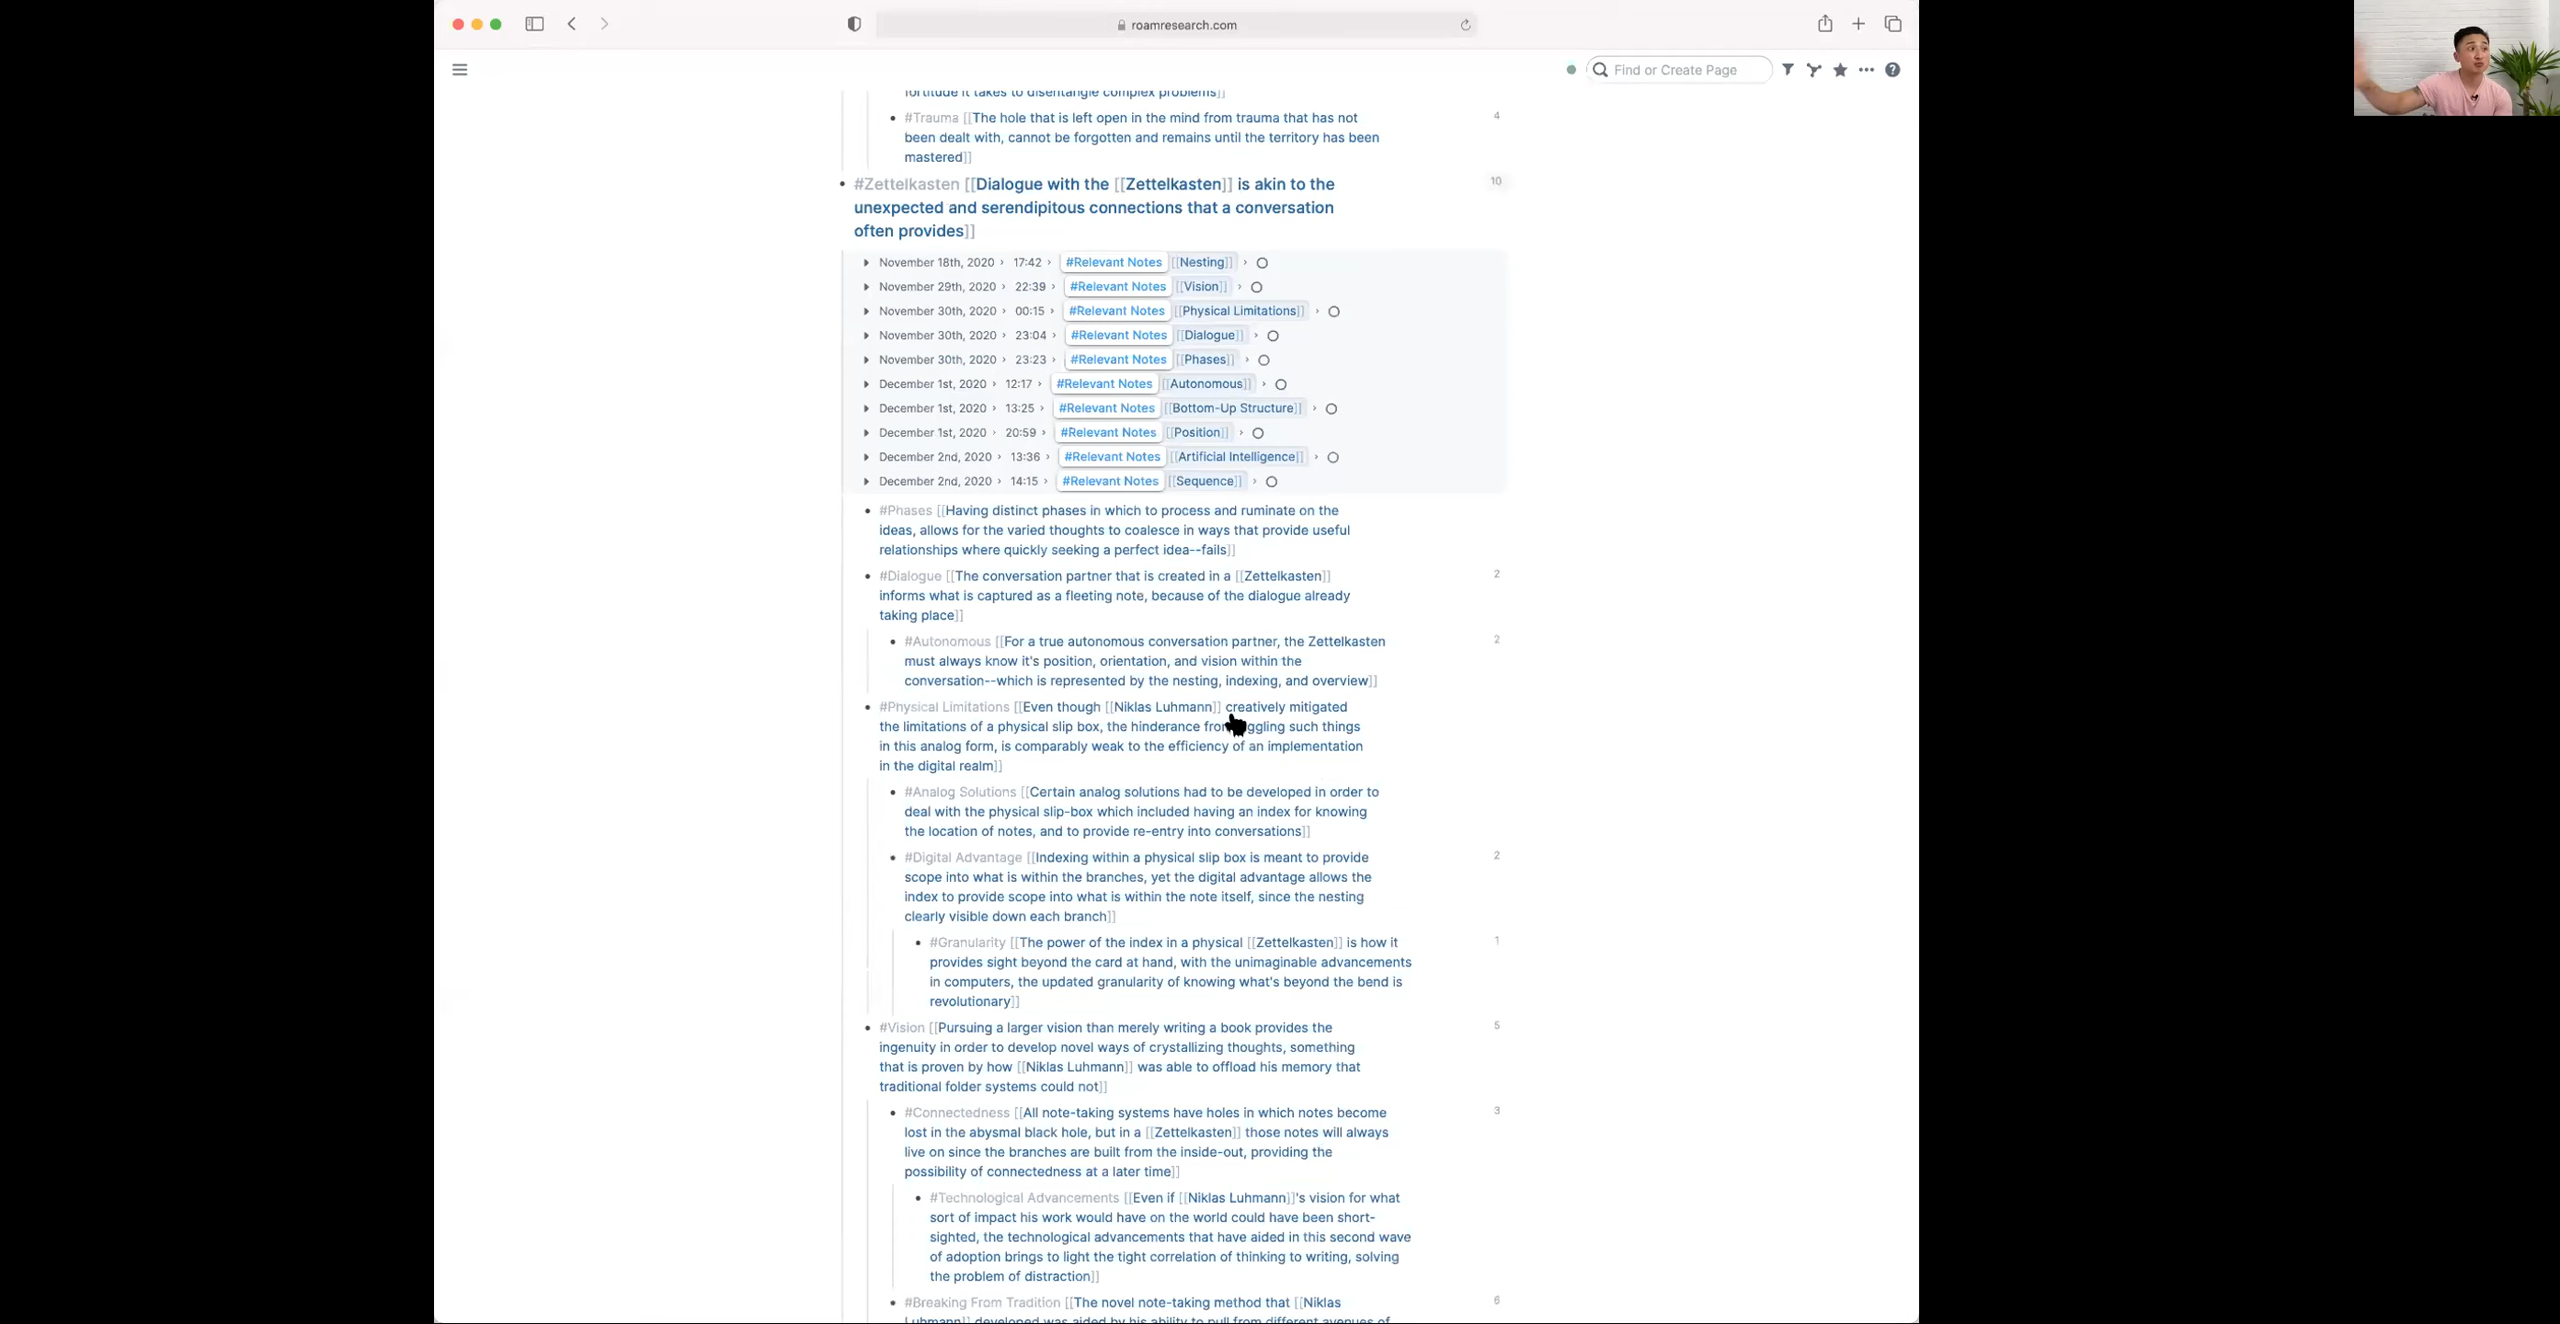 roamresearch.com
Find or Create Page
fortitude it takes to disentangle complex problems]]
#Trauma [[The hole that is left open in the mind from trauma that has not 4
been dealt with, cannot be forgotten and remains until the territory has been
mastered]]
#Zettelkasten [[Dialogue with the [[Zettelkasten]] is akin to the 10
unexpected and serendipitous connections that a conversation
often provides]]
November 18th, 2020 › 17:42 › #Relevant Notes [[Nesting]] ›
November 29th, 2020 › 22:39 › #Relevant Notes [[Vision]] ›
November 30th, 2020 › 00:15 › #Relevant Notes [[Physical Limitations]] ›
November 30th, 2020 › 23:04 › #Relevant Notes [[Dialogue]] ›
November 30th, 2020 › 23:23 › #Relevant Notes [[Phases]] ›
December 1st, 2020 › 12:17 › #Relevant Notes [[Autonomous]] ›
December 1st, 2020 › 13:25 › #Relevant Notes [[Bottom-Up Structure]] ›
December 1st, 2020 › 20:59 › #Relevant Notes [[Position]] ›
December 2nd, 2020 › 13:36 › #Relevant Notes [[Artificial Intelligence]] ›
December 2nd, 2020 › 14:15 › #Relevant Notes [[Sequence]] ›
#Phases [[Having distinct phases in which to process and ruminate on the
ideas, allows for the varied thoughts to coalesce in ways that provide useful
relationships where quickly seeking a perfect idea--fails]]
#Dialogue [[The conversation partner that is created in a [[Zettelkasten]] 2
informs what is captured as a fleeting note, because of the dialogue already
taking place]]
#Autonomous [[For a true autonomous conversation partner, the Zettelkasten 2
must always know it's position, orientation, and vision within the
conversation--which is represented by the nesting, indexing, and overview]]
#Physical Limitations [[Even though [[Niklas Luhmann]] creatively mitigated
the limitations of a physical slip box, the hinderance such things
in this analog form, is comparably weak to the efficiency of an implementation
in the digital realm]]
#Analog Solutions [[Certain analog solutions had to be developed in order to
deal with the physical slip-box which included having an index for knowing
the location of notes, and to provide re-entry into conversations]]
#Digital Advantage [[Indexing within a physical slip box is meant to provide 2
scope into what is within the branches, yet the digital advantage allows the
index to provide scope into what is within the note itself, since the nesting
clearly visible down each branch]]
#Granularity [[The power of the index in a physical [[Zettelkasten]] is how it 1
provides sight beyond the card at hand, with the unimaginable advancements
in computers, the updated granularity of knowing what's beyond the bend is
revolutionary]]
#Vision [[Pursuing a larger vision than merely writing a book provides the 5
ingenuity in order to develop novel ways of crystallizing thoughts, something
that is proven by how [[Niklas Luhmann]] was able to offload his memory that
traditional folder systems could not]]
#Connectedness [[All note-taking systems have holes in which notes become 3
lost in the abysmal black hole, but in a [[Zettelkasten]] those notes will always
live on since the branches are built from the inside-out, providing the
possibility of connectedness at a later time]]
#Technological Advancements [[Even if [[Niklas Luhmann]]'s vision for what
sort of impact his work would have on the world could have been short-
sighted, the technological advancements that have aided in this second wave
of adoption brings to light the tight correlation of thinking to writing, solving
the problem of distraction]]
#Breaking From Tradition [[The novel note-taking method that [[Niklas 6
Luhmann]] developed was aided by his ability to pull from different avenues of